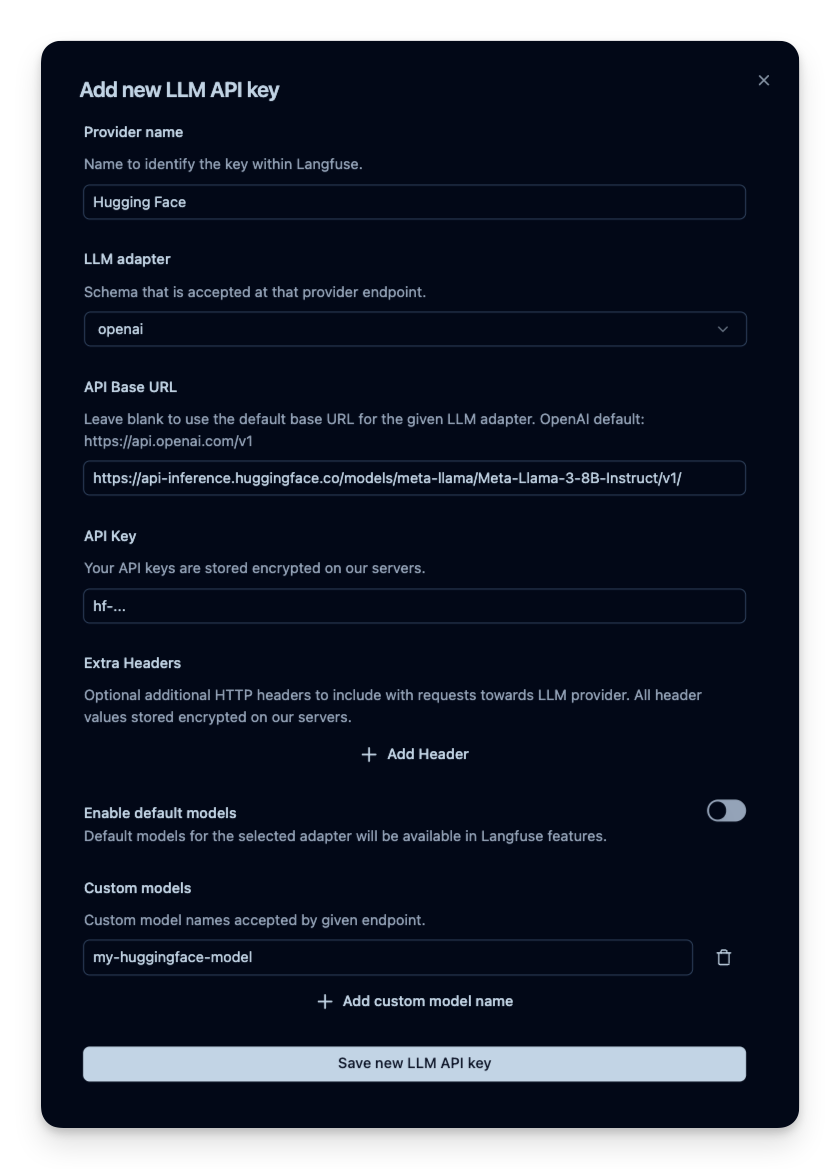 Add new LLM API key
Provider name
Name to identify the key within Langfuse.
Hugging Face
LLM adapter
Schema that is accepted at that provider endpoint.
openai
API Base URL
Leave blank to use the default base URL for the given LLM adapter. OpenAI default:
https://api.openai.com/v1
https://api-inference.huggingface.co/models/meta-llama/Meta-Llama-3-8B-Instruct/v1/
API Key
Your API keys are stored encrypted on our servers.
hf-...
Extra Headers
Optional additional HTTP headers to include with requests towards LLM provider. All header
values stored encrypted on our servers.
Add Header
Enable default models
Default models for the selected adapter will be available in Langfuse features.
Custom models
Custom model names accepted by given endpoint.
my-huggingface-model
Add custom model name
Save new LLM API key